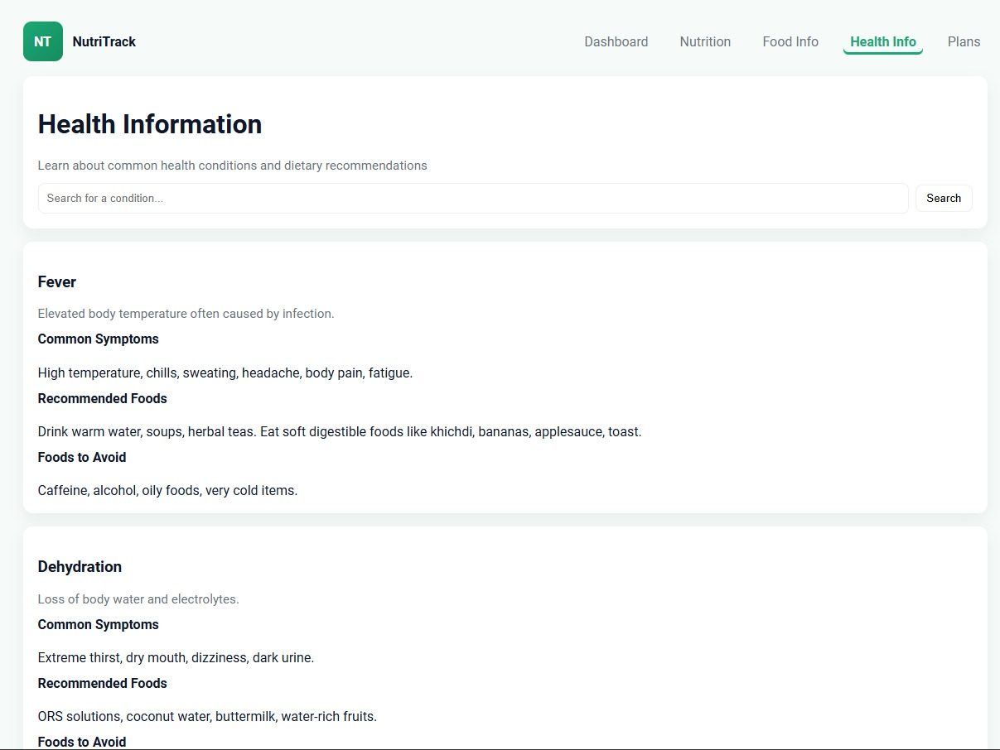 NT NutriTrack Dashboard Nutrition Food Info Health Info Plans
Health Information
Learn about common health conditions and dietary recommendations
Search for a condition... Search
Fever
Elevated body temperature often caused by infection.
Common Symptoms
High temperature, chills, sweating, headache, body pain, fatigue.
Recommended Foods
Drink warm water, soups, herbal teas. Eat soft digestible foods like khichdi, bananas, applesauce, toast.
Foods to Avoid
Caffeine, alcohol, oily foods, very cold items.
Dehydration
Loss of body water and electrolytes.
Common Symptoms
Extreme thirst, dry mouth, dizziness, dark urine.
Recommended Foods
ORS solutions, coconut water, buttermilk, water-rich fruits.
Foods to Avoid